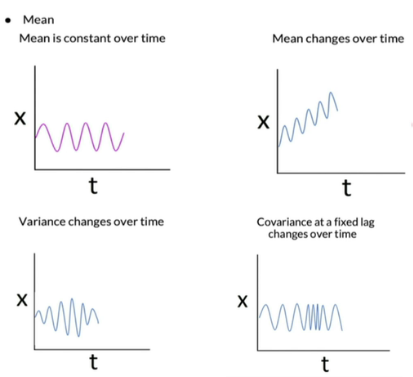 • Mean
Mean is constant over time
Mean changes over time
X
t
X
t
Variance changes over time
Covariance at a fixed lag
changes over time
X
t
X
t